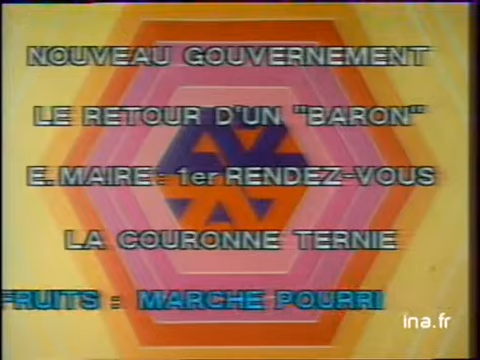 NOUVEAU GOUVERNEMENT
LE RETOUR D'UN "BARON"
E. MAIRE : 1er RENDEZ-VOUS
LA COURONNE TERNIE
FRUITS : MARCHE POURRI
ina.fr